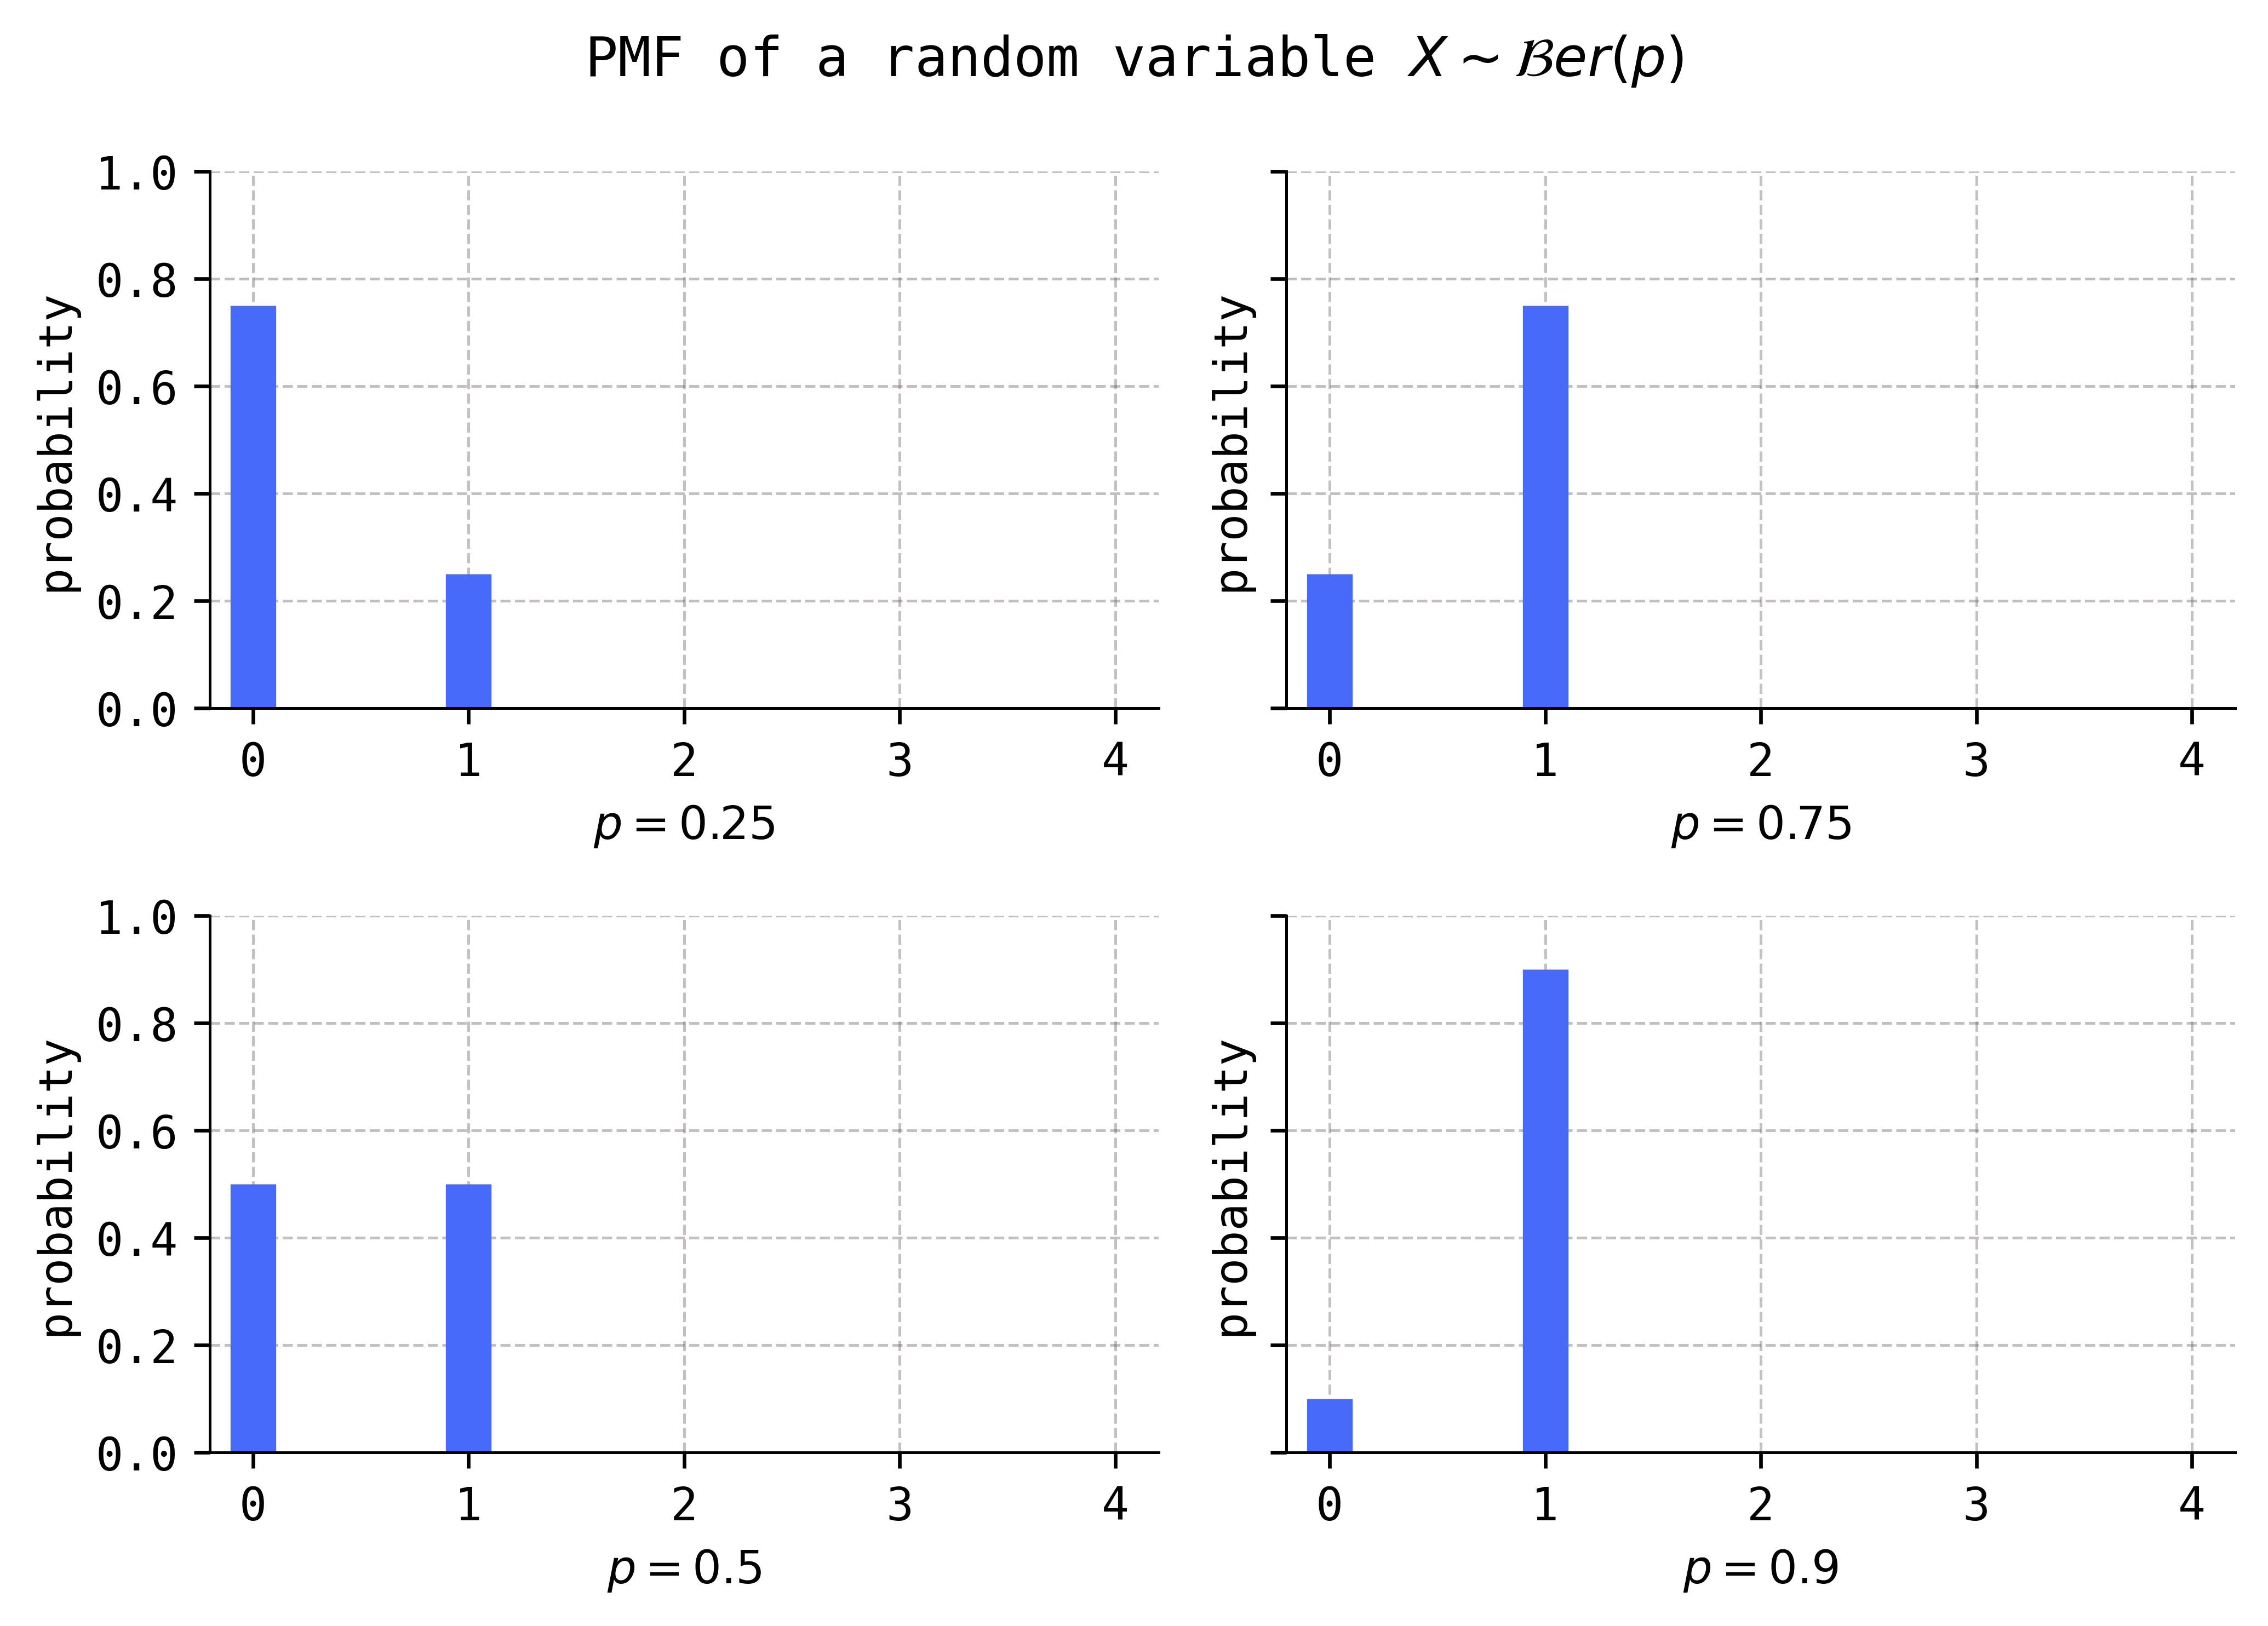 PMF of a random variable X ~ ℬer(p)
1.0
0.8
0.6
0.4
0.2
0.0
probability
0 1 2 3 4
p = 0.25
probability
0 1 2 3 4
p = 0.75
1.0
0.8
0.6
0.4
0.2
0.0
probability
0 1 2 3 4
p = 0.5
probability
0 1 2 3 4
p = 0.9